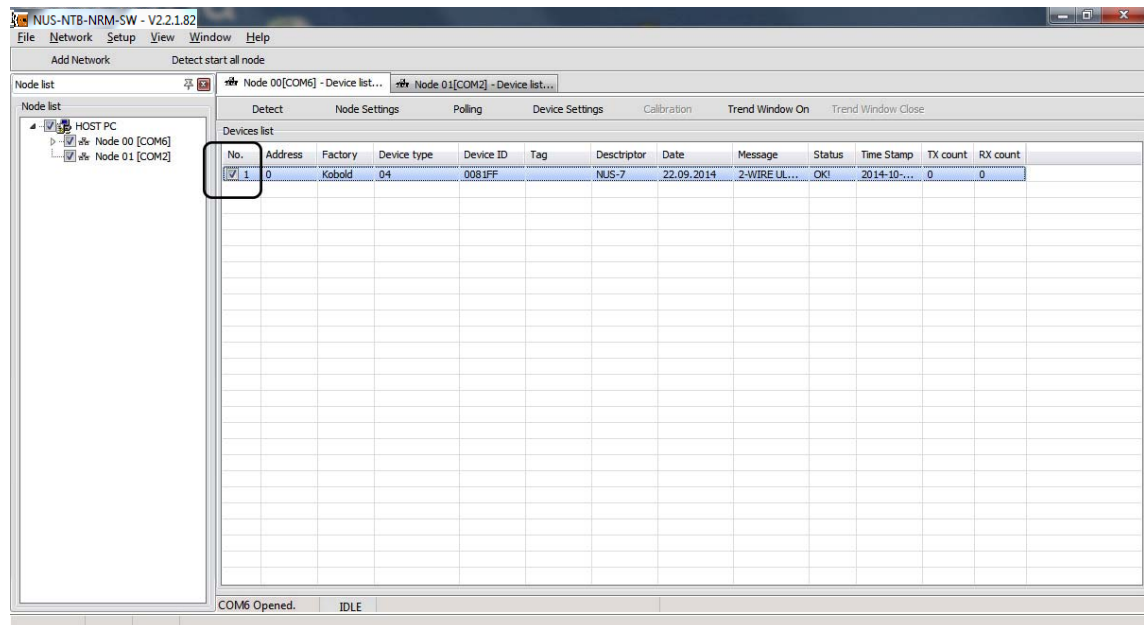 NUS-NTB-NRM-SW - V2.2.1.82
File Network Setup View Window Help
Add Network Detect start all node
Node list Node 00[COM6] - Device list... Node 01[COM2] - Device list...
Node list Detect Node Settings Polling Device Settings Calibration Trend Window On Trend Window Close
HOST PC Devices list
Node 00 [COM6]
Node 01 [COM2]
No. Address Factory Device type Device ID Tag Desctriptor Date Message Status Time Stamp TX count RX count
1 0 Kobold 04 0081FF NUS-7 22.09.2014 2-WIRE UL... OK! 2014-10-... 0 0
COM6 Opened. IDLE